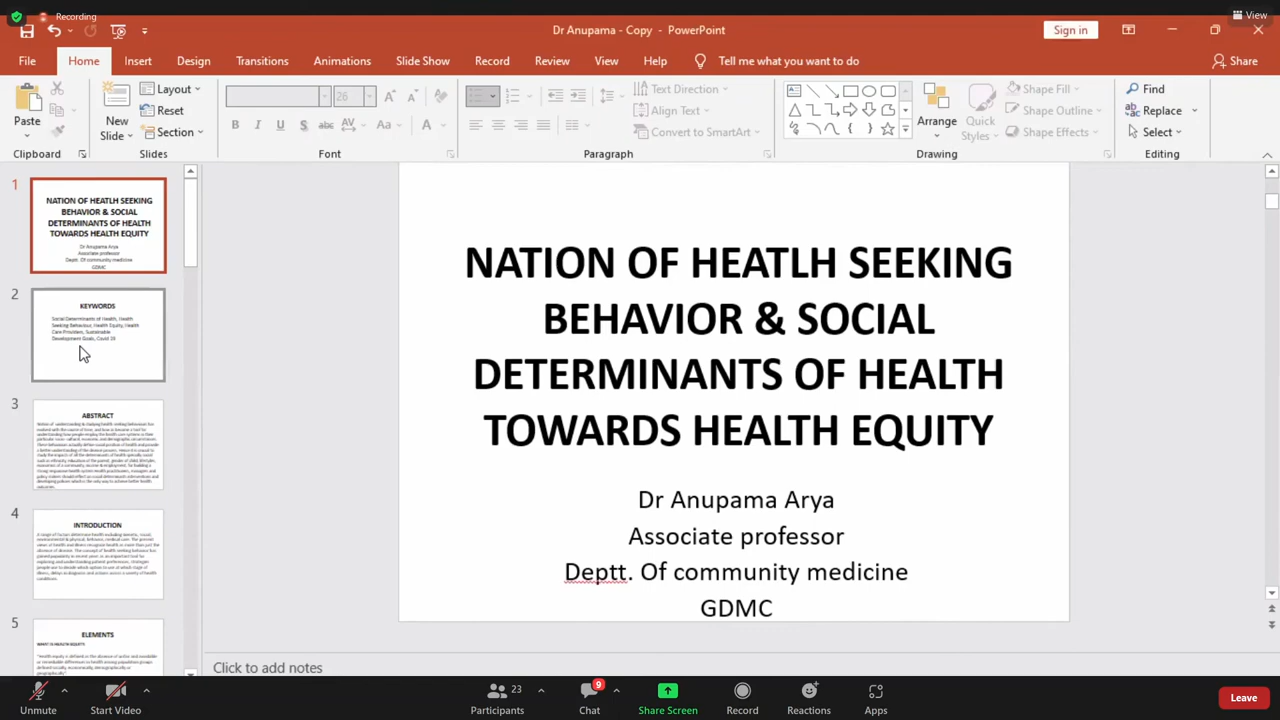 Recording
View
Dr Anupama - Copy - PowerPoint
Sign in
File Home Insert Design Transitions Animations Slide Show Record Review View Help Tell me what you want to do Share
Paste
Clipboard
New Slide
Layout
Reset
Section
Slides
26
B I U S abc AV Aa A
Font
Text Direction
Align Text
Convert to SmartArt
Paragraph
Arrange
Quick Styles
Shape Fill
Shape Outline
Shape Effects
Drawing
Find
Replace
Select
Editing
1
NATION OF HEATLH SEEKING
BEHAVIOR & SOCIAL
DETERMINANTS OF HEALTH
TOWARDS HEALTH EQUITY
Dr Anupama Arya
Associate professor
Deptt. Of community medicine
GDMC
2
KEYWORDS
Social Determinants of Health, Health
Seeking Behaviour, Health Equity, Health
Care Providers, Sustainable
Development Goals, Covid 19
3
ABSTRACT
4
INTRODUCTION
5
ELEMENTS
WHAT IS HEALTH EQUITY
NATION OF HEATLH SEEKING
BEHAVIOR & SOCIAL
DETERMINANTS OF HEALTH
TOWARDS HEALTH EQUITY
Dr Anupama Arya
Associate professor
Deptt. Of community medicine
GDMC
Click to add notes
Unmute
Start Video
23
Participants
9
Chat
Share Screen
Record
Reactions
Apps
Leave